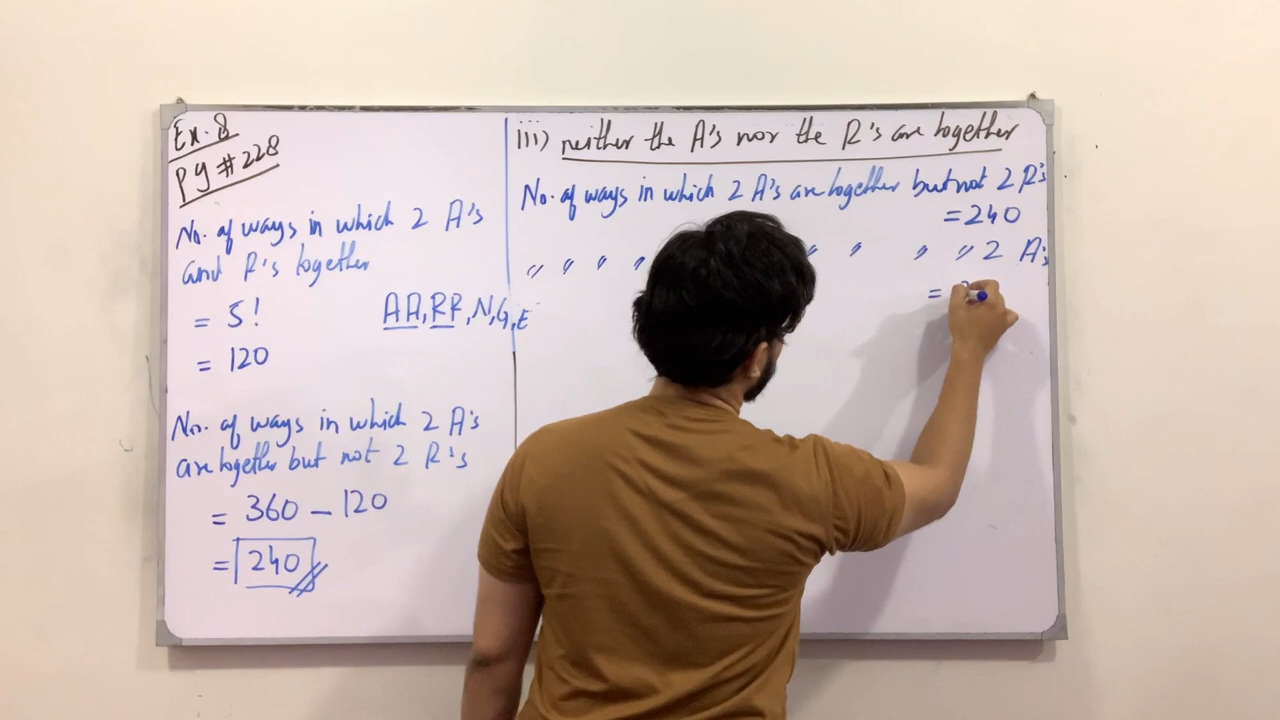 Ex. 8
Pg # 228
No. of ways in which 2 A's
and R's together
= 5!
AA, RR, N, G, E
= 120
No. of ways in which 2 A's
are together but not 2 R's
= 360 - 120
= 240
iii) neither the A's nor the R's are together
No. of ways in which 2 A's are together but not 2 R's
= 240
" " " " " " " " 2 A's
=